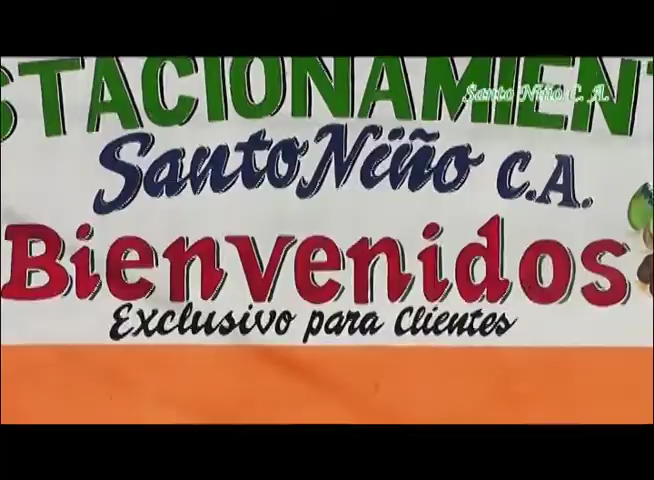 STACIONAMIENT
Santo Niño C. A.
Santo Niño C.A.
Bienvenidos
Exclusivo para Clientes